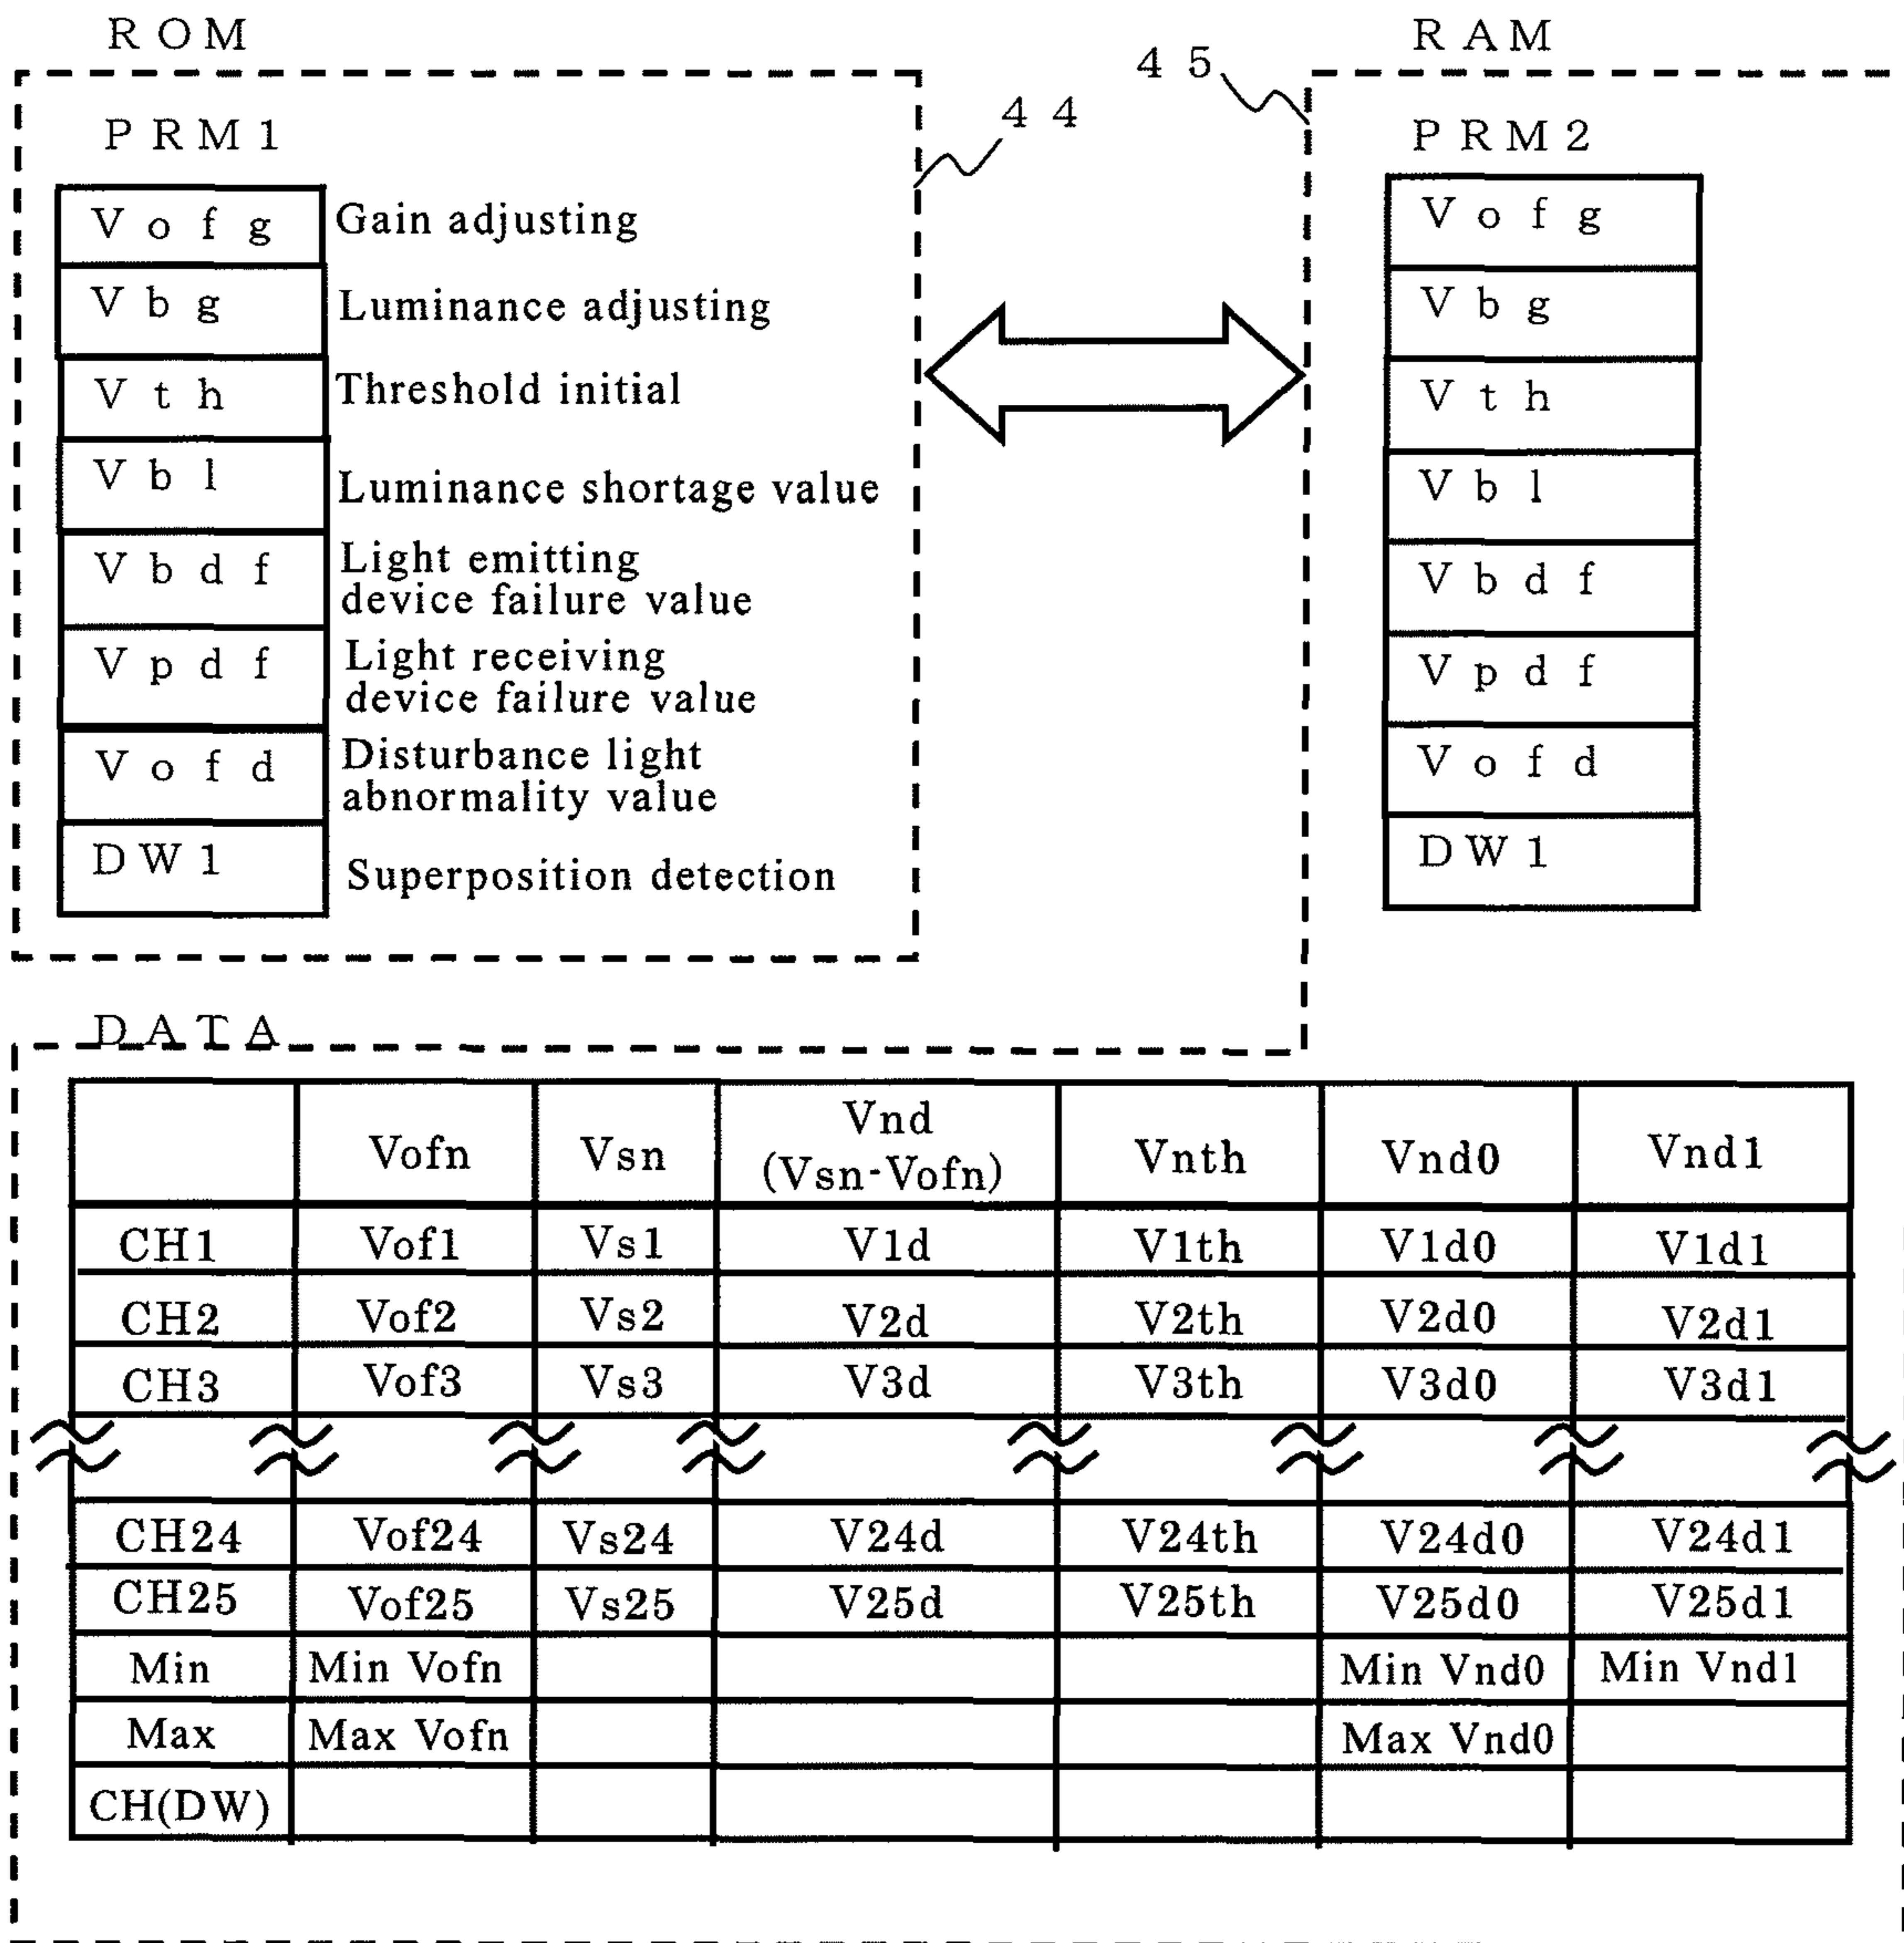 ROM
PRM1
44
Vofg Gain adjusting
Vbg Luminance adjusting
Vth Threshold initial
Vbl Luminance shortage value
Vbdf Light emitting
device failure value
Vpdf Light receiving
device failure value
Vofd Disturbance light
abnormality value
DW1 Superposition detection
45
RAM
PRM2
Vofg
Vbg
Vth
Vbl
Vbdf
Vpdf
Vofd
DW1
DATA
Vofn Vsn Vnd (Vsn-Vofn) Vnth Vnd0 Vnd1
CH1 Vof1 Vs1 V1d V1th V1d0 V1d1
CH2 Vof2 Vs2 V2d V2th V2d0 V2d1
CH3 Vof3 Vs3 V3d V3th V3d0 V3d1
CH24 Vof24 Vs24 V24d V24th V24d0 V24d1
CH25 Vof25 Vs25 V25d V25th V25d0 V25d1
Min Min Vofn Min Vnd0 Min Vnd1
Max Max Vofn Max Vnd0
CH(DW)